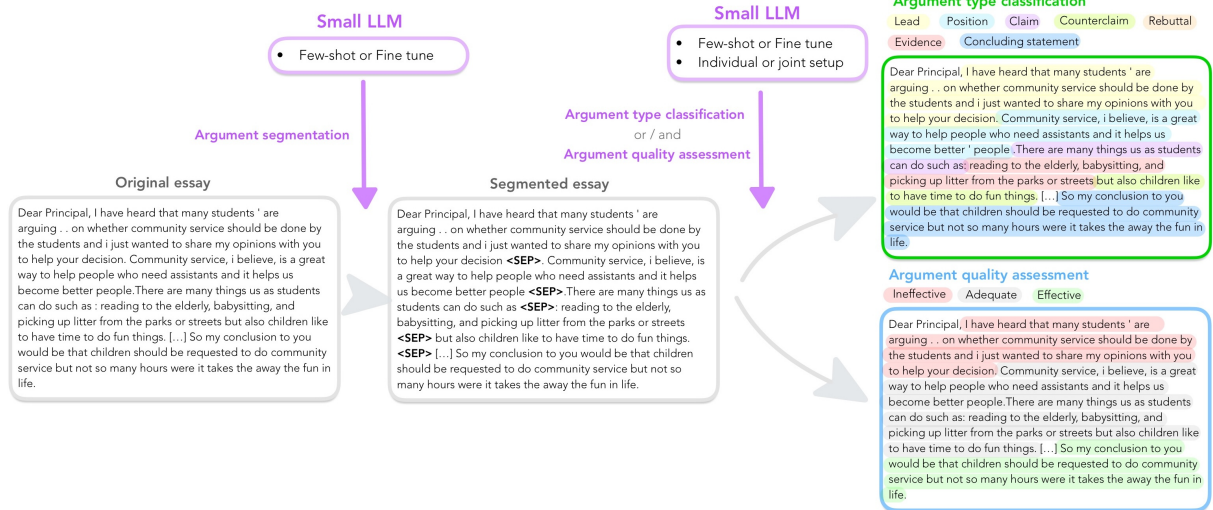 Small LLM
• Few-shot or Fine tune
Argument segmentation
Original essay
Dear Principal, I have heard that many students ' are
arguing . . on whether community service should be done by
the students and i just wanted to share my opinions with you
to help your decision. Community service, i believe, is a great
way to help people who need assistants and it helps us
become better people.There are many things us as students
can do such as : reading to the elderly, babysitting, and
picking up litter from the parks or streets but also children like
to have time to do fun things. […] So my conclusion to you
would be that children should be requested to do community
service but not so many hours were it takes the away the fun in
life.
Small LLM
• Few-shot or Fine tune
• Individual or joint setup
Argument type classification
or / and
Argument quality assessment
Segmented essay
Dear Principal, I have heard that many students ' are
arguing . . on whether community service should be done by
the students and i just wanted to share my opinions with you
to help your decision <SEP>. Community service, i believe, is
a great way to help people who need assistants and it helps
us become better people <SEP>.There are many things us as
students can do such as <SEP>: reading to the elderly,
babysitting, and picking up litter from the parks or streets
<SEP> but also children like to have time to do fun things.
<SEP> […] So my conclusion to you would be that children
should be requested to do community service but not so
many hours were it takes the away the fun in life.
Argument type classification
Lead Position Claim Counterclaim Rebuttal
Evidence Concluding statement
Dear Principal, I have heard that many students ' are
arguing . . on whether community service should be done by
the students and i just wanted to share my opinions with you
to help your decision. Community service, i believe, is a great
way to help people who need assistants and it helps us
become better ' people .There are many things us as students
can do such as: reading to the elderly, babysitting, and
picking up litter from the parks or streets but also children like
to have time to do fun things. […] So my conclusion to you
would be that children should be requested to do community
service but not so many hours were it takes the away the fun in
life.
Argument quality assessment
Ineffective Adequate Effective
Dear Principal, I have heard that many students ' are
arguing . . on whether community service should be done by
the students and i just wanted to share my opinions with you
to help your decision. Community service, i believe, is a great
way to help people who need assistants and it helps us
become better people.There are many things us as students
can do such as: reading to the elderly, babysitting, and
picking up litter from the parks or streets but also children like
to have time to do fun things. […] So my conclusion to you
would be that children should be requested to do community
service but not so many hours were it takes the away the fun in
life.